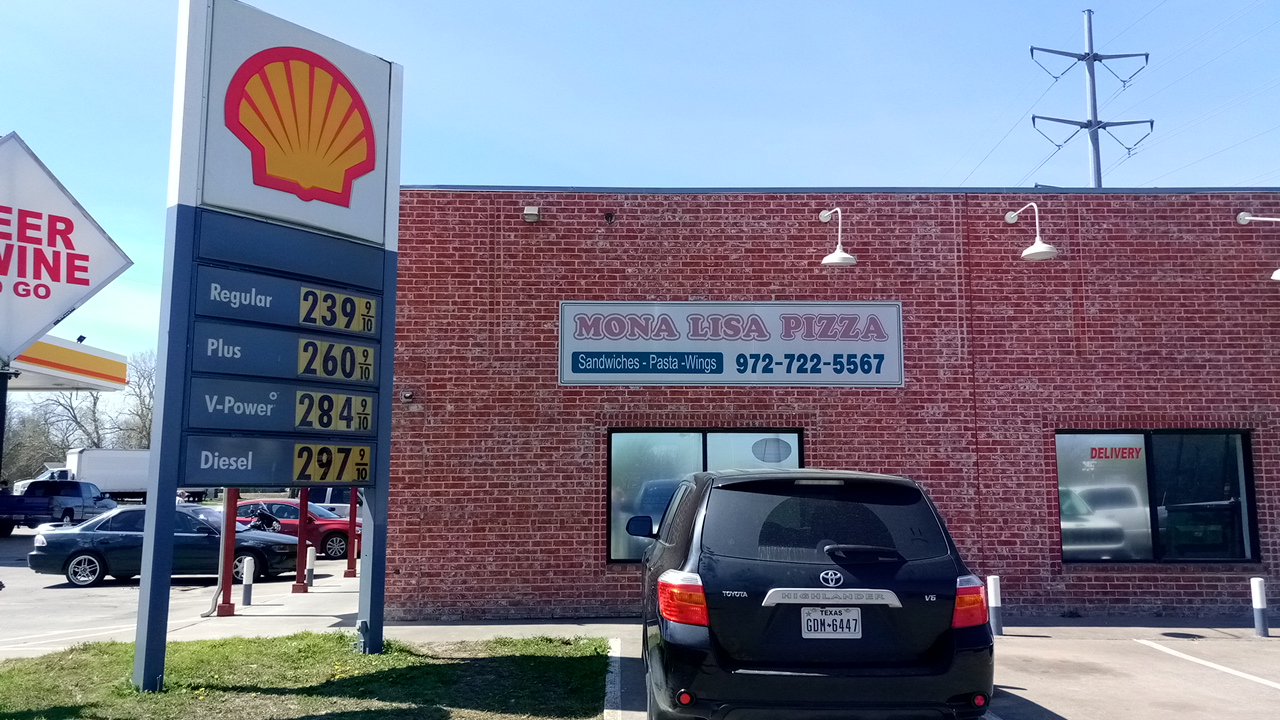 EER
WINE
O GO
Regular 239 9/10
Plus 260 9/10
V-Power 284 9/10
Diesel 297 9/10
MONA LISA PIZZA
Sandwiches - Pasta -Wings 972-722-5567
DELIVERY
TOYOTA HIGHLANDER V6
TEXAS
GDM*6447